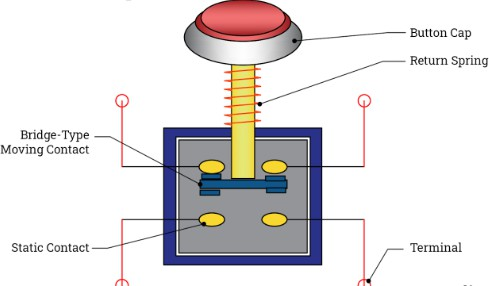 Button Cap
Return Spring
Bridge-Type
Moving Contact
Static Contact
Terminal